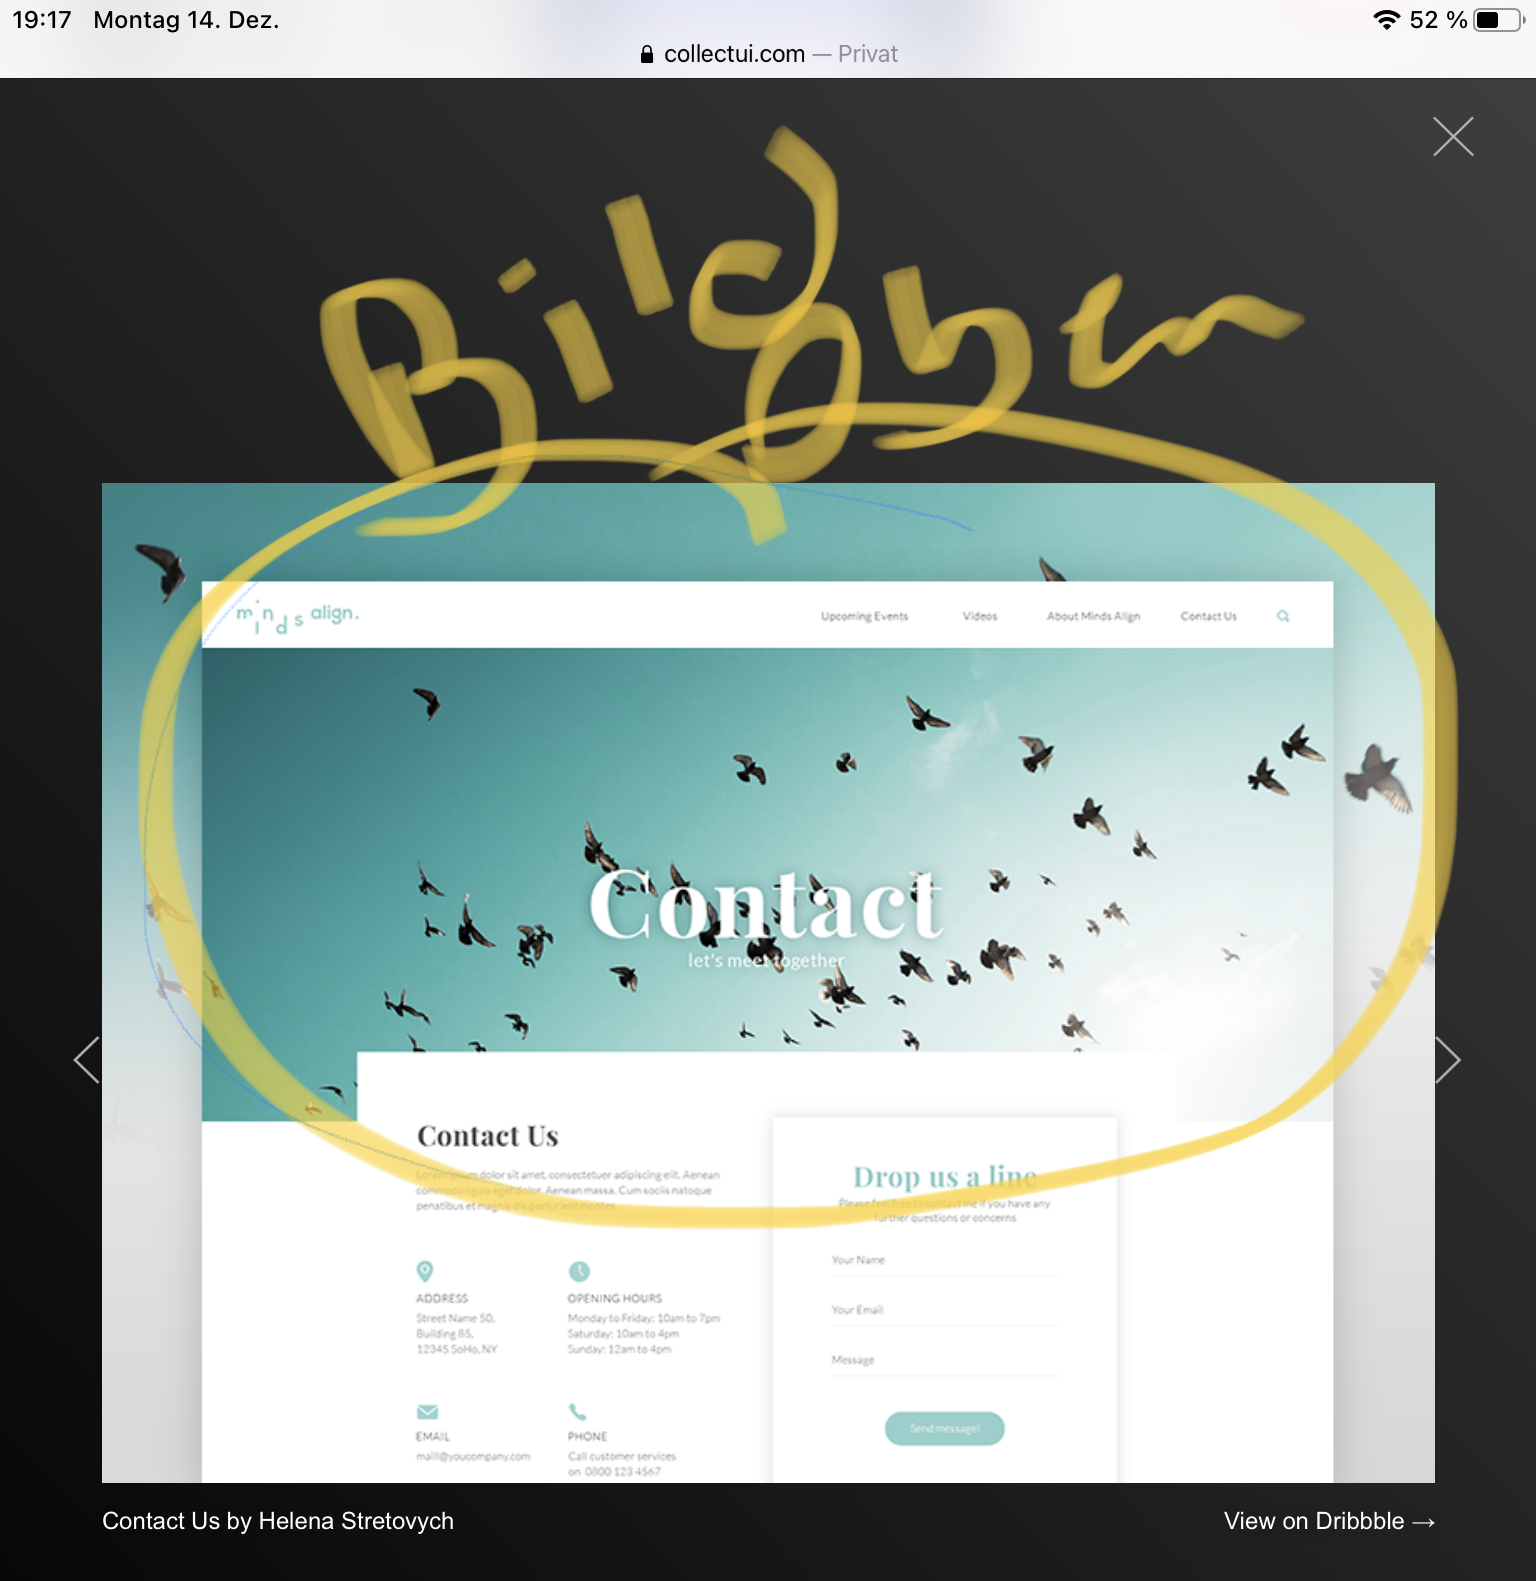 19:17 Montag 14. Dez. 52 %
collectui.com — Privat
Bild oben
minds align. Upcoming Events Videos About Minds Align Contact Us
Contact
let's meet together
Contact Us
Lorem ipsum dolor sit amet, consectetuer adipiscing elit. Aenean
commodo ligula eget dolor. Aenean massa. Cum sociis natoque
penatibus et magnis dis parturient montes.
ADDRESS
Street Name 50,
Building 85,
12345 SoHo, NY
OPENING HOURS
Monday to Friday: 10am to 7pm
Saturday: 10am to 4pm
Sunday: 12am to 4pm
EMAIL
maill@youcompany.com
PHONE
Call customer services
on 0800 123 4567
Drop us a line
Please feel free to contact me if you have any
further questions or concerns
Your Name
Your Email
Message
Send message!
Contact Us by Helena Stretovych
View on Dribbble →